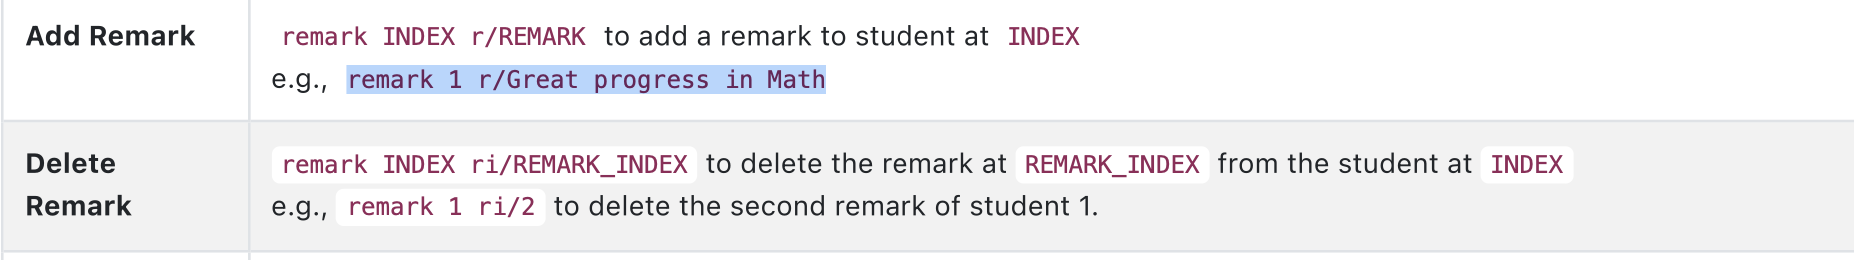 Add Remark
remark INDEX r/REMARK to add a remark to student at INDEX
e.g., remark 1 r/Great progress in Math
Delete
Remark
remark INDEX ri/REMARK_INDEX to delete the remark at REMARK_INDEX from the student at INDEX
e.g., remark 1 ri/2 to delete the second remark of student 1.